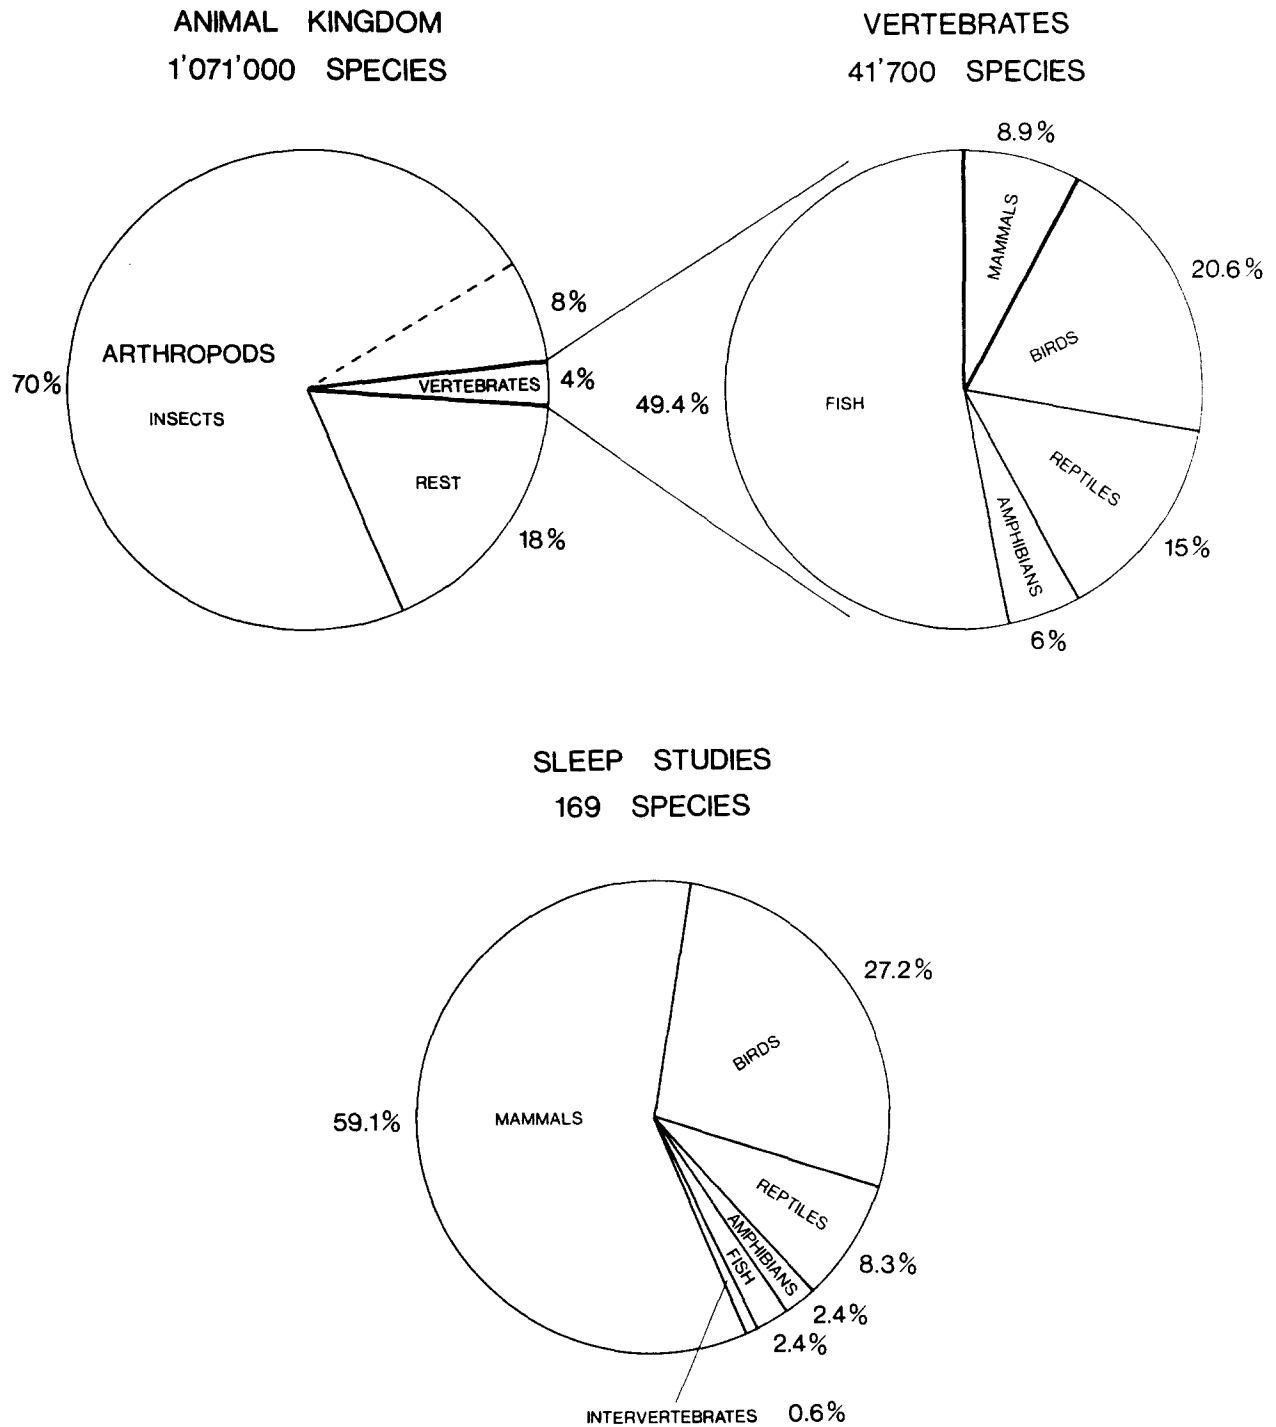 ANIMAL KINGDOM
1'071'000 SPECIES
8%
ARTHROPODS
70%
VERTEBRATES
4%
INSECTS
REST
18%
VERTEBRATES
41'700 SPECIES
8.9%
MAMMALS
20.6%
BIRDS
49.4%
FISH
REPTILES
15%
AMPHIBIANS
6%
SLEEP STUDIES
169 SPECIES
27.2%
BIRDS
59.1%
MAMMALS
REPTILES
8.3%
AMPHIBIANS
2.4%
FISH
2.4%
INTERVERTEBRATES 0.6%